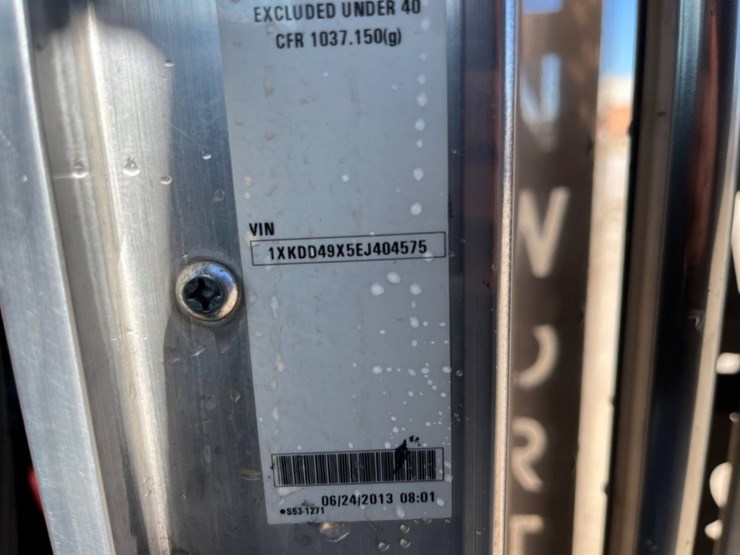 EXCLUDED UNDER 40
CFR 1037.150(g)
VIN
1XKDD49X5EJ404575
06/24/2013 08:01
•S53-1271